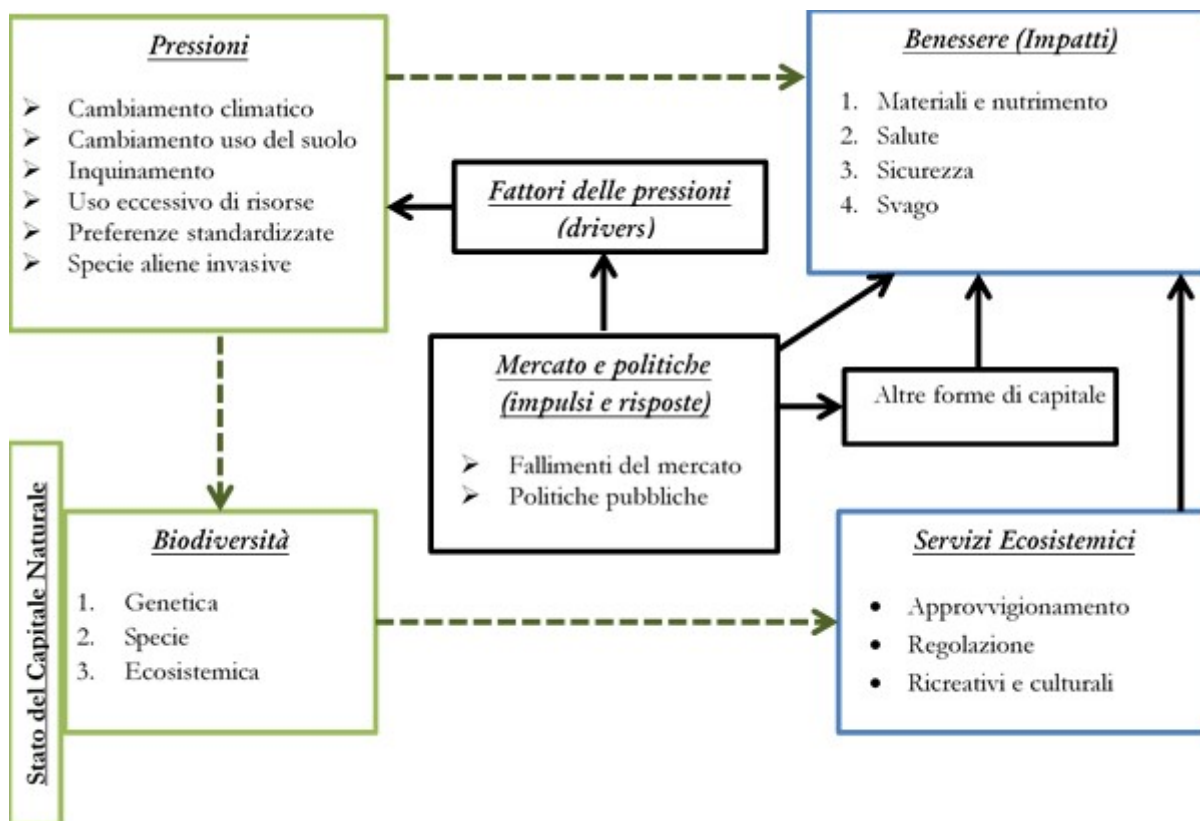 Pressioni
➢ Cambiamento climatico
➢ Cambiamento uso del suolo
➢ Inquinamento
➢ Uso eccessivo di risorse
➢ Preferenze standardizzate
➢ Specie aliene invasive
Benessere (Impatti)
1. Materiali e nutrimento
2. Salute
3. Sicurezza
4. Svago
Fattori delle pressioni
(drivers)
Mercato e politiche
(impulsi e risposte)
➢ Fallimenti del mercato
➢ Politiche pubbliche
Altre forme di capitale
Stato del Capitale Naturale
Biodiversità
1. Genetica
2. Specie
3. Ecosistemica
Servizi Ecosistemici
• Approvvigionamento
• Regolazione
• Ricreativi e culturali